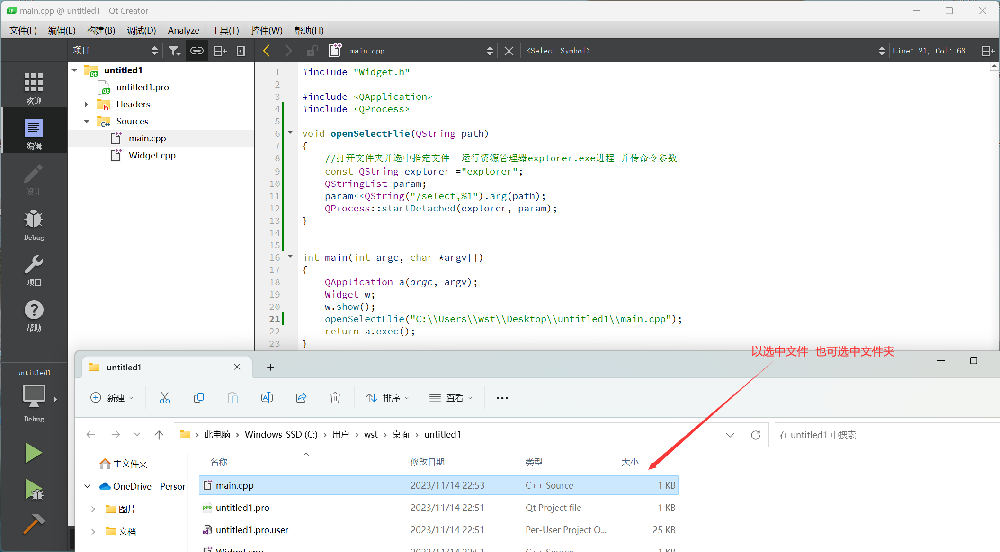 main.cpp @ untitled1 - Qt Creator
文件(F) 编辑(E) 构建(B) 调试(D) Analyze 工具(T) 控件(W) 帮助(H)
项目 main.cpp <Select Symbol> Line: 21, Col: 68
欢迎
编辑
设计
Debug
项目
帮助
untitled1
Debug
untitled1
untitled1.pro
Headers
Sources
main.cpp
Widget.cpp
1 #include "Widget.h"
2
3 #include <QApplication>
4 #include <QProcess>
5
6 void openSelectFlie(QString path)
7 {
8 //打开文件夹并选中指定文件 运行资源管理器explorer.exe进程 并传命令参数
9 const QString explorer ="explorer";
10 QStringList param;
11 param<<QString("/select,%1").arg(path);
12 QProcess::startDetached(explorer, param);
13 }
14
15
16 int main(int argc, char *argv[])
17 {
18 QApplication a(argc, argv);
19 Widget w;
20 w.show();
21 openSelectFlie("C:\\Users\\wst\\Desktop\\untitled1\\main.cpp");
22 return a.exec();
23 }
以选中文件 也可选中文件夹
untitled1
新建 排序 查看
此电脑 Windows-SSD (C:) 用户 wst 桌面 untitled1
在 untitled1 中搜索
主文件夹
OneDrive - Person
图片
文档
名称 修改日期 类型 大小
main.cpp 2023/11/14 22:53 C++ Source 1 KB
untitled1.pro 2023/11/14 22:51 Qt Project file 1 KB
untitled1.pro.user 2023/11/14 22:51 Per-User Project O... 25 KB
Widget.cpp 2023/11/14 22:51 C++ Source 1 KB